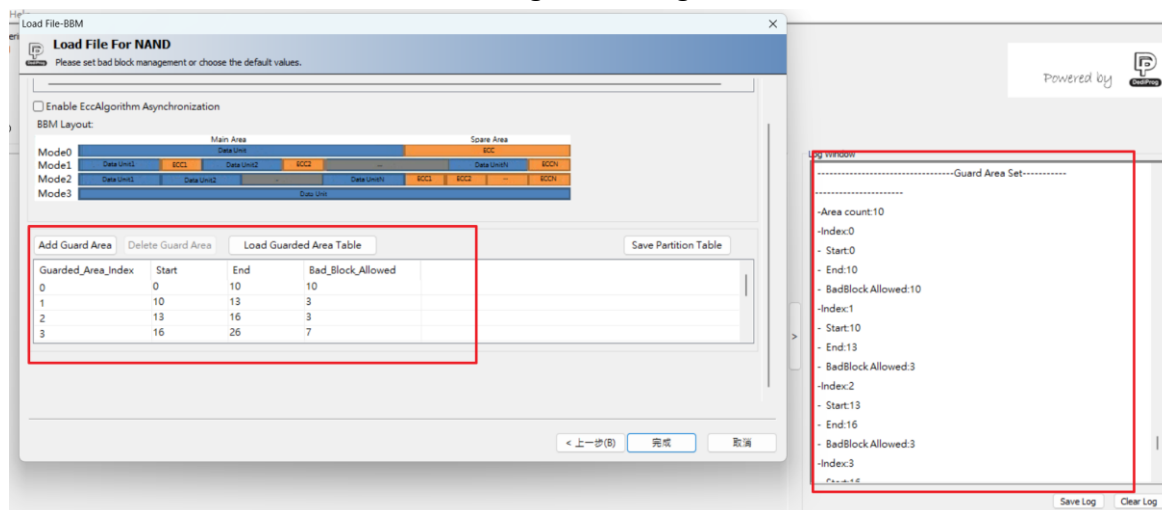 Load File-BBM
Load File For NAND
Please set bad block management or choose the default values.
Powered by
DediProg
Enable EccAlgorithm Asynchronization
BBM Layout:
Main Area Spare Area
Mode0 Data Unit ECC
Mode1 Data Unit1 ECC1 Data Unit2 ECC2 ... Data UnitN ECCN
Mode2 Data Unit1 Data Unit2 ... Data UnitN ECC1 ECC2 ... ECCN
Mode3 Data Unit
Add Guard Area Delete Guard Area Load Guarded Area Table Save Partition Table
Guarded_Area_Index Start End Bad_Block_Allowed
0 0 10 10
1 10 13 3
2 13 16 3
3 16 26 7
< 上一步(B) 完成 取消
>
Log Window
----------------------------------Guard Area Set-----------
----------------------
-Area count:10
-Index:0
- Start:0
- End:10
- BadBlock Allowed:10
-Index:1
- Start:10
- End:13
- BadBlock Allowed:3
-Index:2
- Start:13
- End:16
- BadBlock Allowed:3
-Index:3
- Start:16
Save Log Clear Log